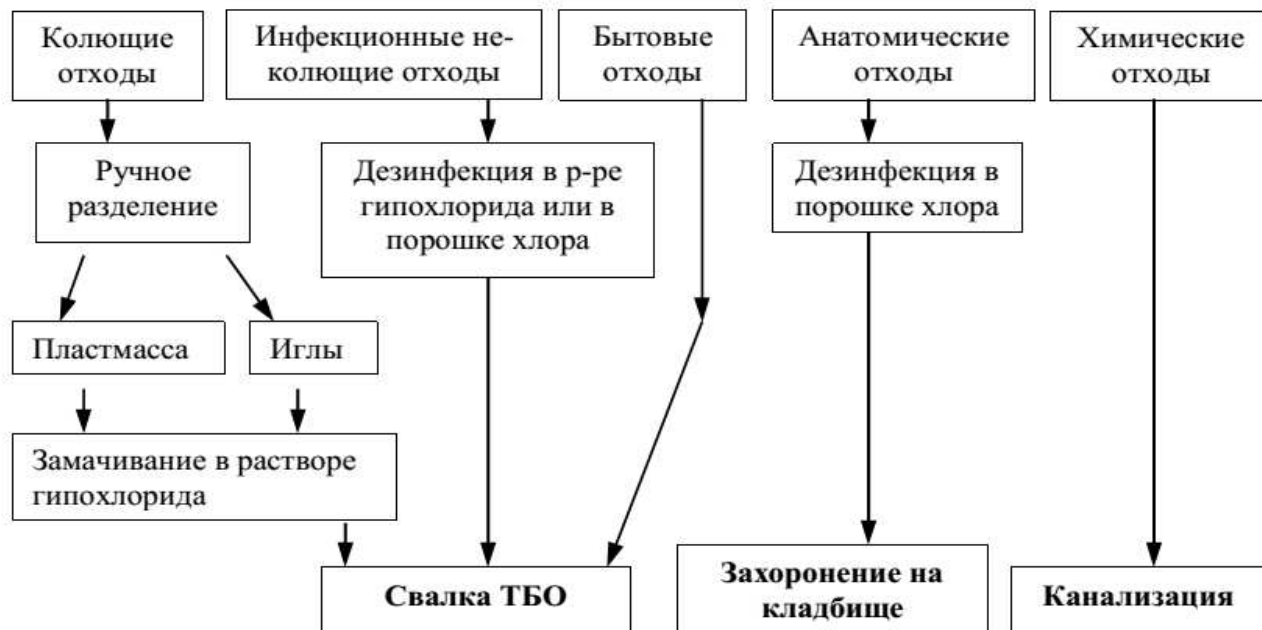 Колющие
отходы
Инфекционные не-
колющие отходы
Бытовые
отходы
Анатомические
отходы
Химические
отходы
Ручное
разделение
Дезинфекция в р-ре
гипохлорида или в
порошке хлора
Дезинфекция в
порошке хлора
Пластмасса
Иглы
Замачивание в растворе
гипохлорида
Свалка ТБО
Захоронение на
кладбище
Канализация